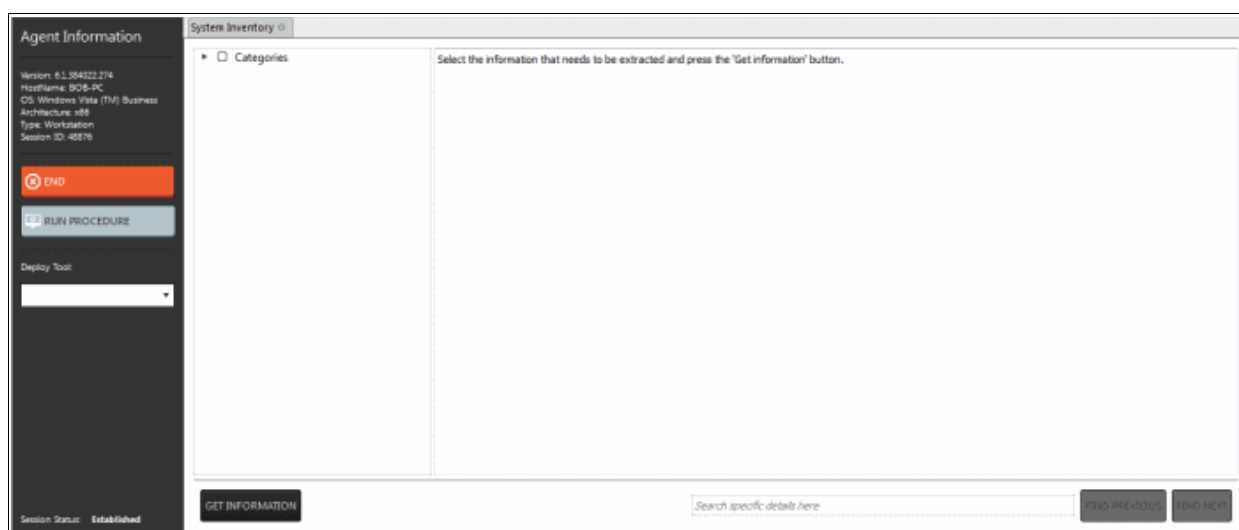 Agent Information
Version: 6.1.384022.274
HostName: BOB-PC
OS: Windows Vista (TM) Business
Architecture: x86
Type: Workstation
Session ID: 48876
END
RUN PROCEDURE
Deploy Tool:
Session Status: Established
System Inventory
Categories
Select the information that needs to be extracted and press the 'Get information' button.
GET INFORMATION
Search specific details here
FIND PREVIOUS
FIND NEXT